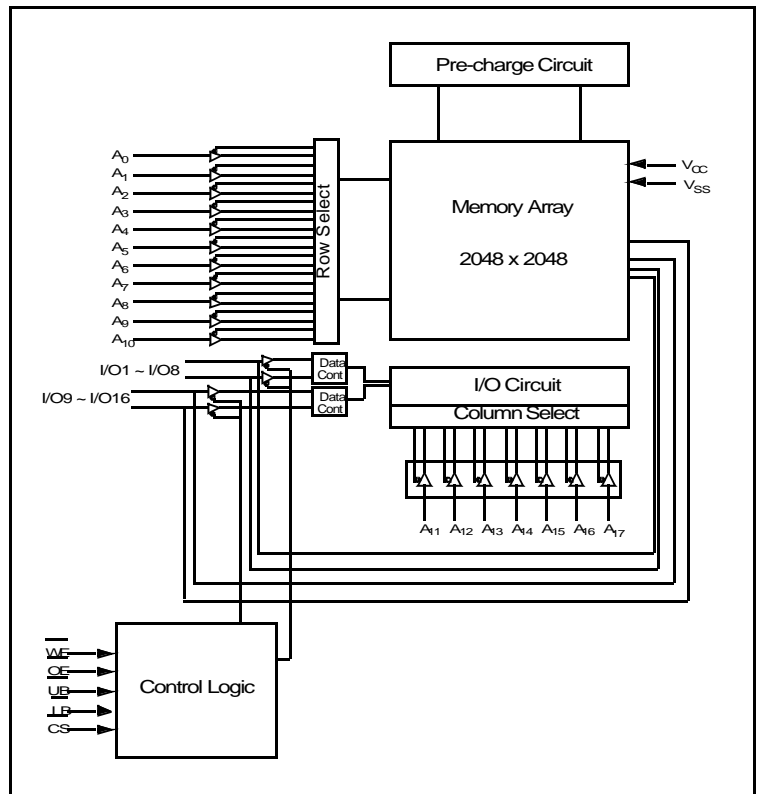 Pre-charge Circuit
A0
A1
A2
A3
A4
A5
A6
A7
A8
A9
A10
Row Select
Memory Array
2048 x 2048
VCC
VSS
I/O1 ~ I/O8
I/O9 ~ I/O16
Data
Cont
Data
Cont
I/O Circuit
Column Select
A11 A12 A13 A14 A15 A16 A17
WE
OE
UB
LB
CS
Control Logic